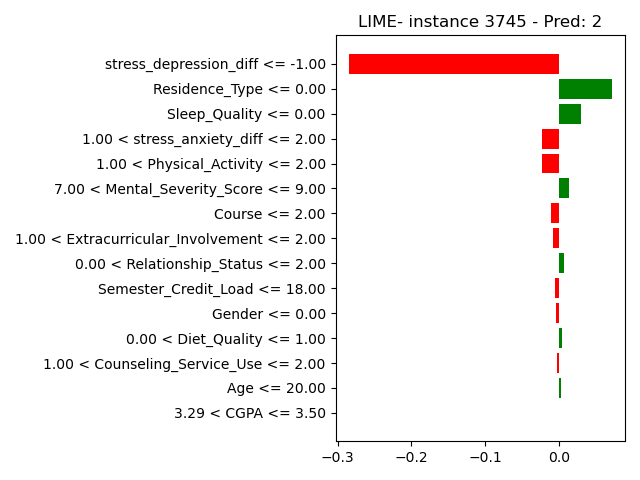 LIME- instance 3745 - Pred: 2
stress_depression_diff <= -1.00
Residence_Type <= 0.00
Sleep_Quality <= 0.00
1.00 < stress_anxiety_diff <= 2.00
1.00 < Physical_Activity <= 2.00
7.00 < Mental_Severity_Score <= 9.00
Course <= 2.00
1.00 < Extracurricular_Involvement <= 2.00
0.00 < Relationship_Status <= 2.00
Semester_Credit_Load <= 18.00
Gender <= 0.00
0.00 < Diet_Quality <= 1.00
1.00 < Counseling_Service_Use <= 2.00
Age <= 20.00
3.29 < CGPA <= 3.50
−0.3 −0.2 −0.1 0.0